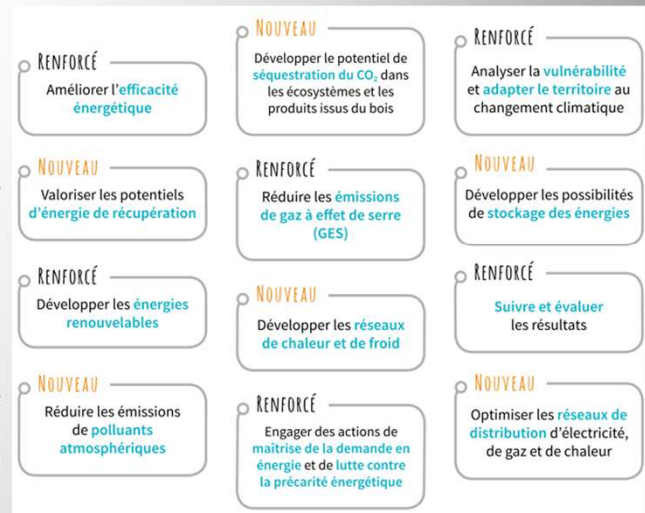 RENFORCÉ
Améliorer l'efficacité
énergétique
NOUVEAU
Développer le potentiel de
séquestration du CO₂ dans
les écosystèmes et les
produits issus du bois
RENFORCÉ
Analyser la vulnérabilité
et adapter le territoire au
changement climatique
NOUVEAU
Valoriser les potentiels
d'énergie de récupération
RENFORCÉ
Réduire les émissions
de gaz à effet de serre
(GES)
NOUVEAU
Développer les possibilités
de stockage des énergies
RENFORCÉ
Développer les énergies
renouvelables
NOUVEAU
Développer les réseaux
de chaleur et de froid
RENFORCÉ
Suivre et évaluer
les résultats
NOUVEAU
Réduire les émissions
de polluants
atmosphériques
RENFORCÉ
Engager des actions de
maîtrise de la demande en
énergie et de lutte contre
la précarité énergétique
NOUVEAU
Optimiser les réseaux de
distribution d'électricité,
de gaz et de chaleur